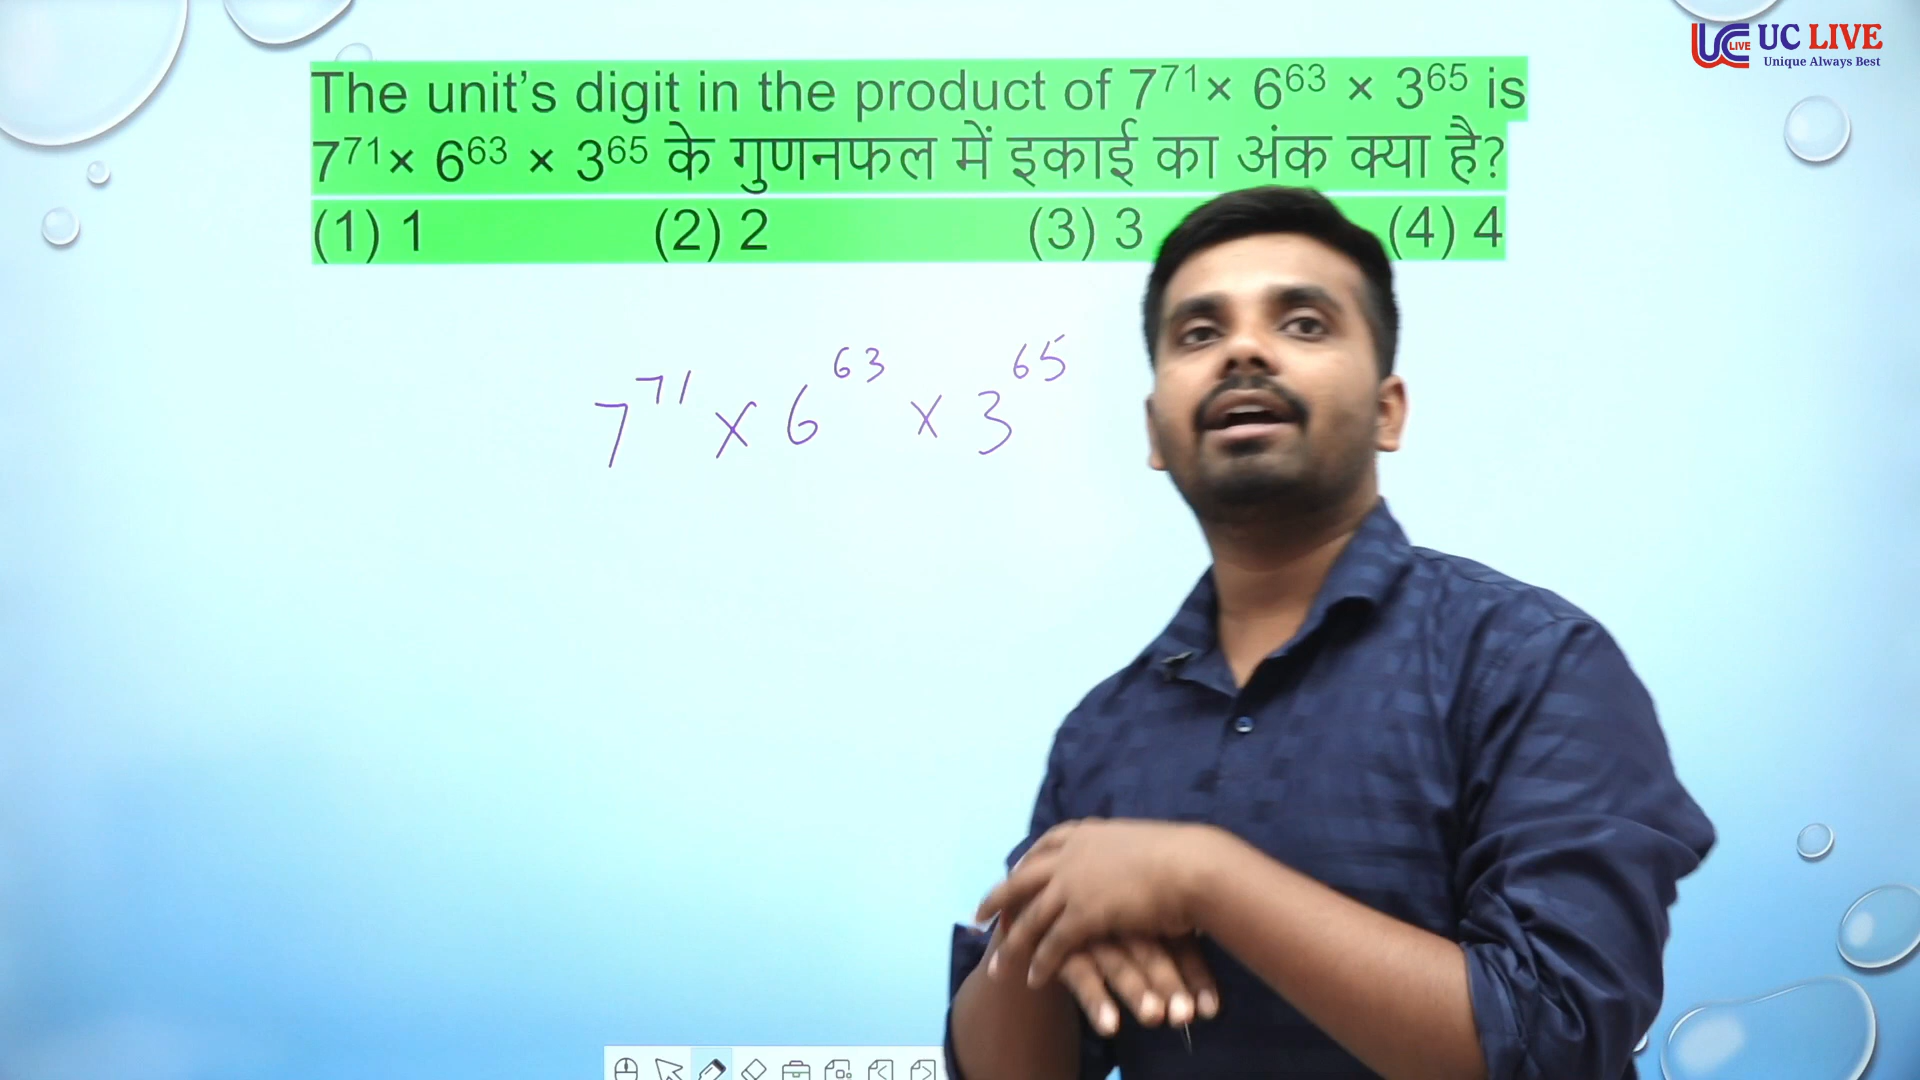 UC LIVE
LIVE
Unique Always Best
The unit’s digit in the product of 7⁷¹× 6⁶³ × 3⁶⁵ is
7⁷¹× 6⁶³ × 3⁶⁵ के गुणनफल में इकाई का अंक क्या है?
(1) 1 (2) 2 (3) 3 (4) 4
7⁷¹ × 6⁶³ × 3⁶⁵